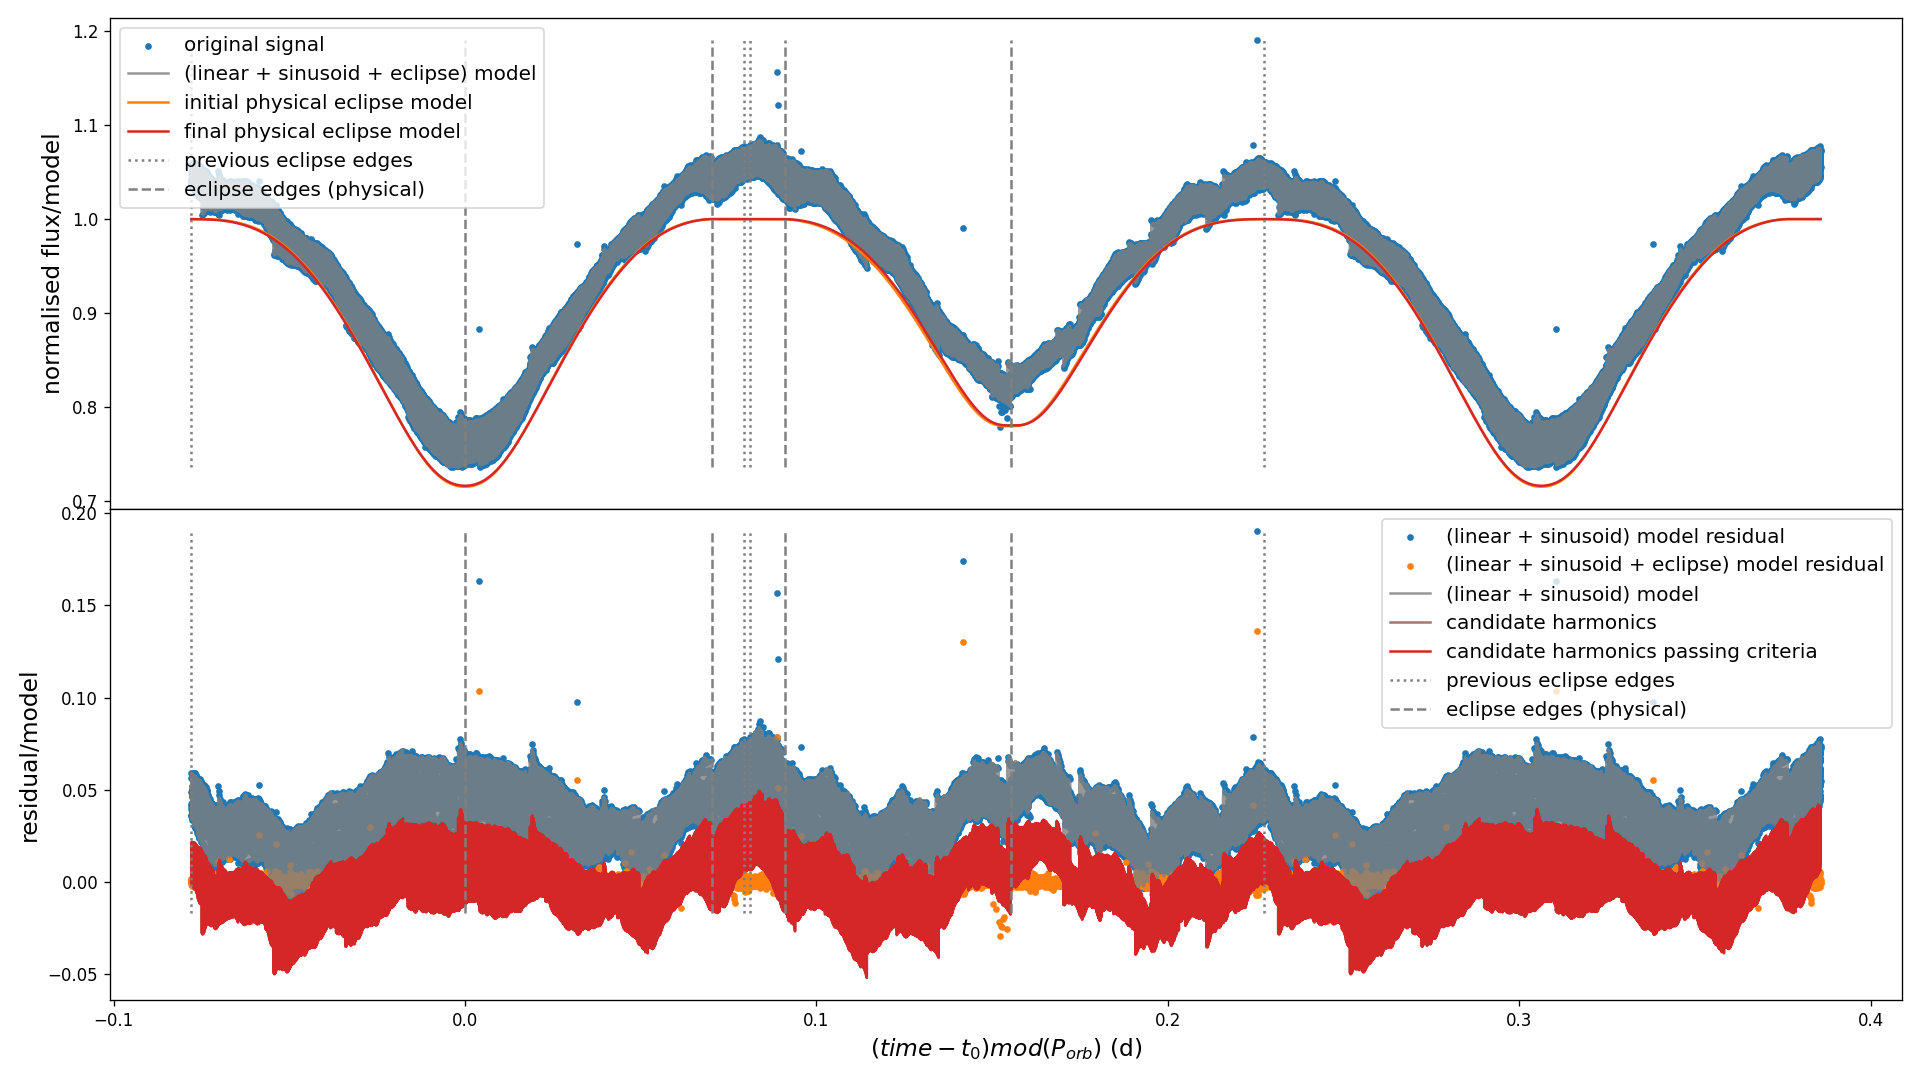 1.2
1.1
1.0
0.9
0.8
0.7
normalised flux/model
original signal
(linear + sinusoid + eclipse) model
initial physical eclipse model
final physical eclipse model
previous eclipse edges
eclipse edges (physical)
0.20
0.15
0.10
0.05
0.00
−0.05
residual/model
(linear + sinusoid) model residual
(linear + sinusoid + eclipse) model residual
(linear + sinusoid) model
candidate harmonics
candidate harmonics passing criteria
previous eclipse edges
eclipse edges (physical)
−0.1 0.0 0.1 0.2 0.3 0.4
(time − t₀)mod(P_orb) (d)